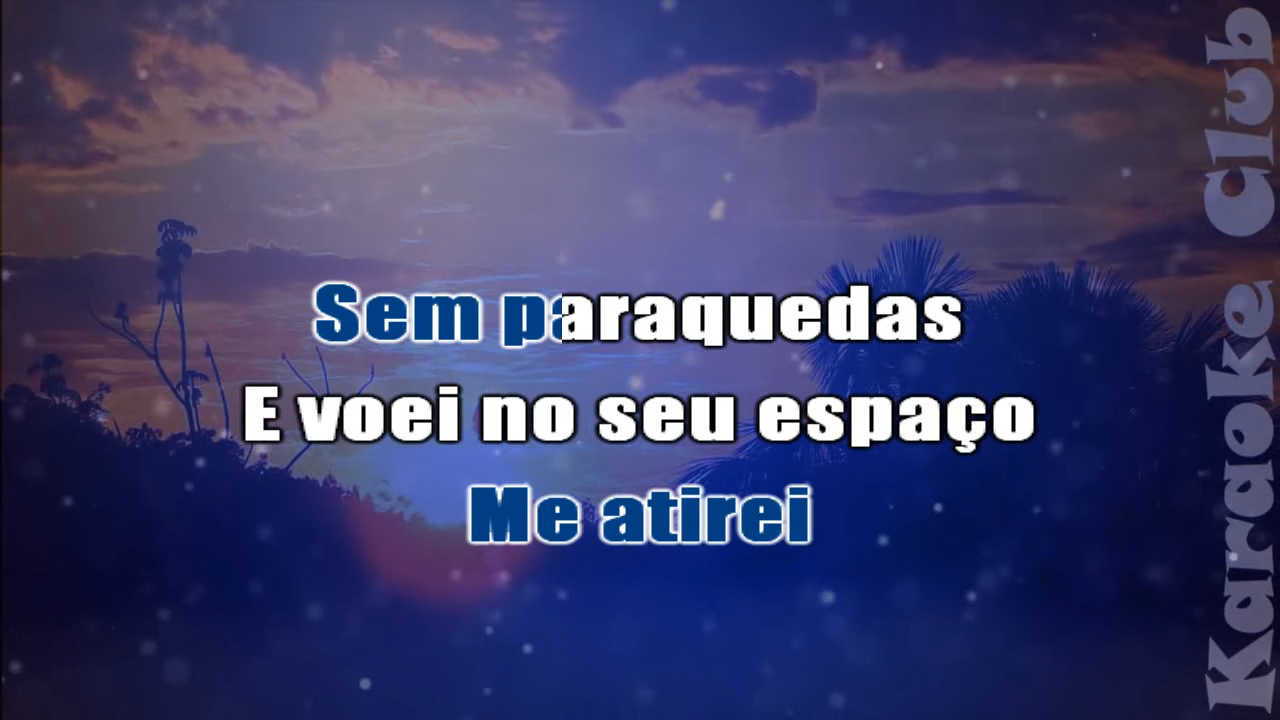 Sem paraquedas
E voei no seu espaço
Me atirei
Karaoke Club